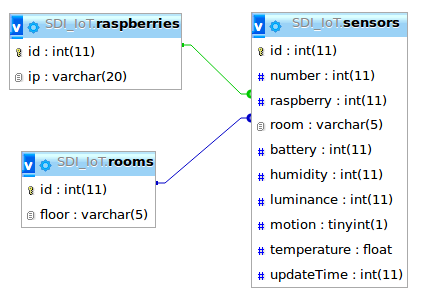 SDI_IoT.raspberries
id : int(11)
ip : varchar(20)
SDI_IoT.rooms
id : int(11)
floor : varchar(5)
SDI_IoT.sensors
id : int(11)
number : int(11)
raspberry : int(11)
room : varchar(5)
battery : int(11)
humidity : int(11)
luminance : int(11)
motion : tinyint(1)
temperature : float
updateTime : int(11)